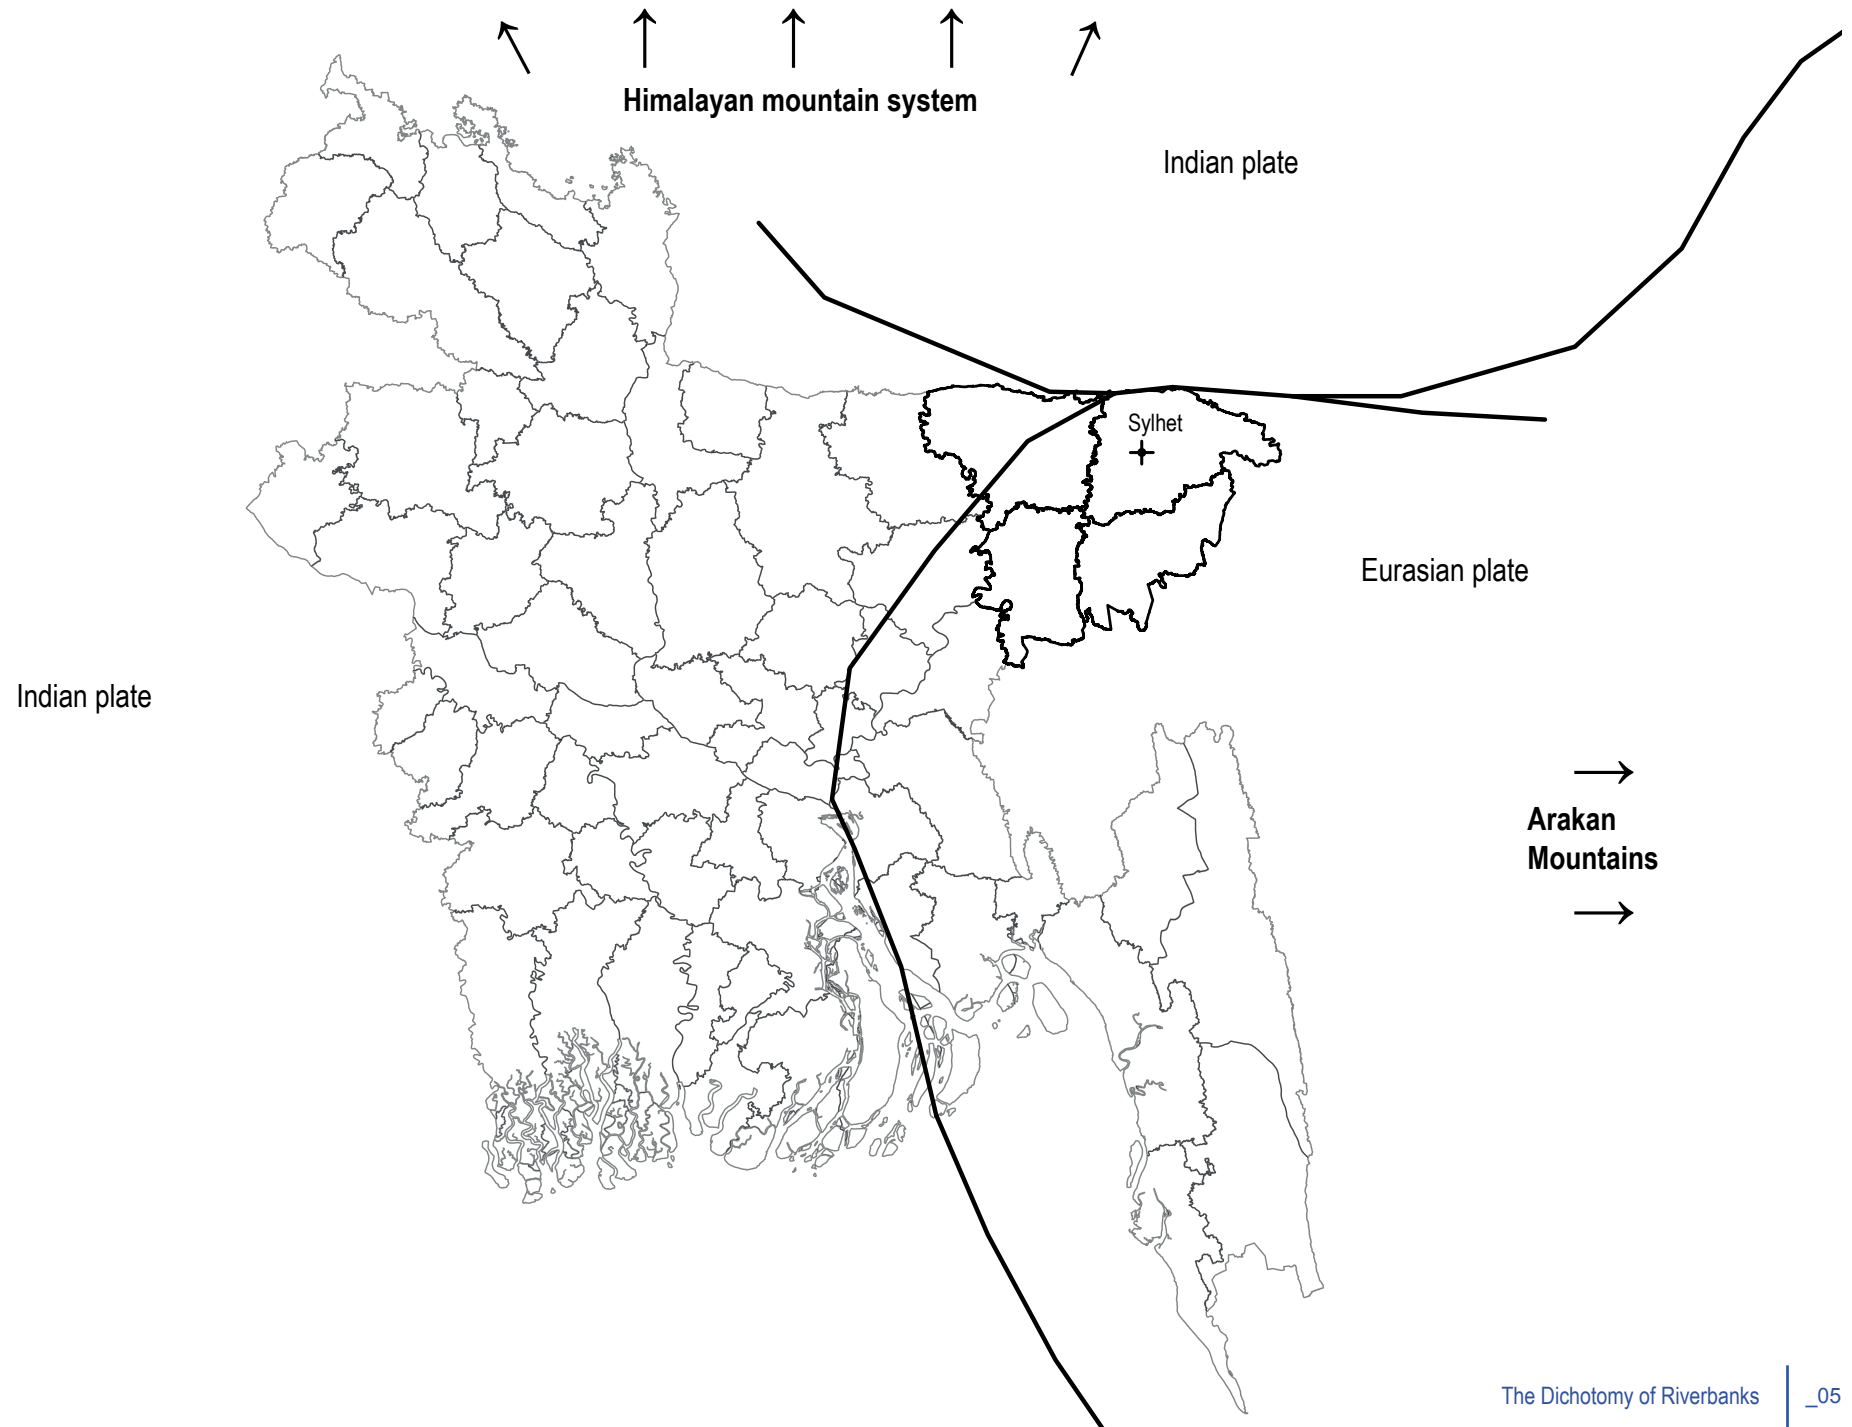 Himalayan mountain system
Indian plate
Sylhet
Eurasian plate
Indian plate
Arakan
Mountains
The Dichotomy of Riverbanks
_05